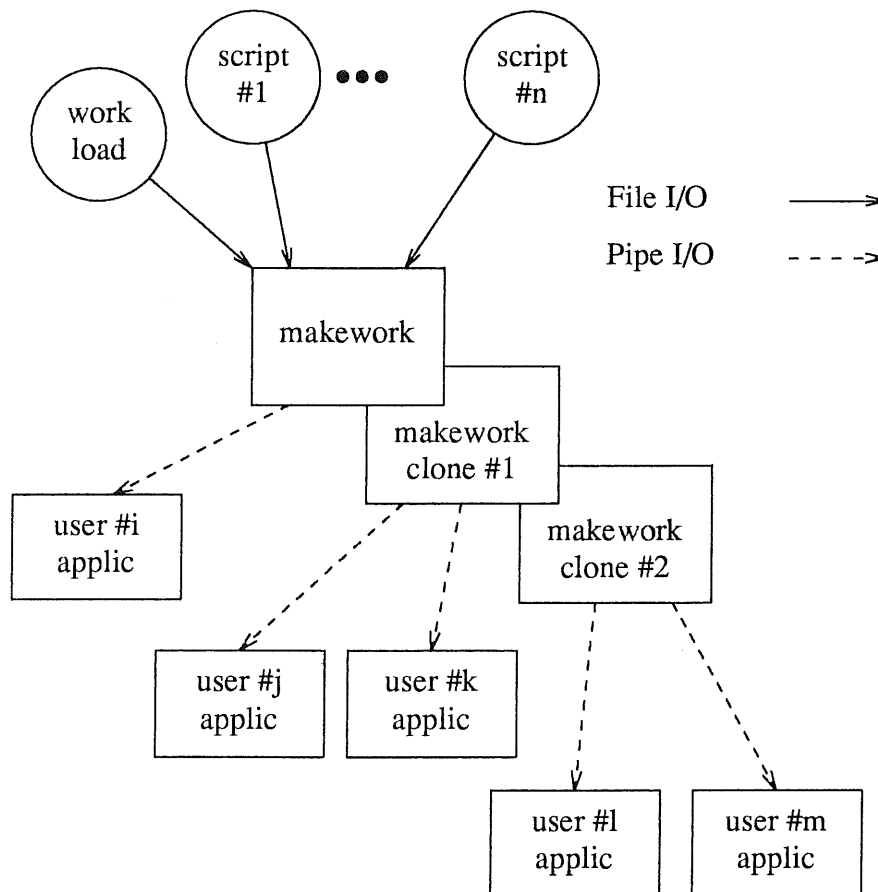 script
#1
script
#n
work
load
File I/O
Pipe I/O
makework
makework
clone #1
makework
clone #2
user #i
applic
user #j
applic
user #k
applic
user #l
applic
user #m
applic